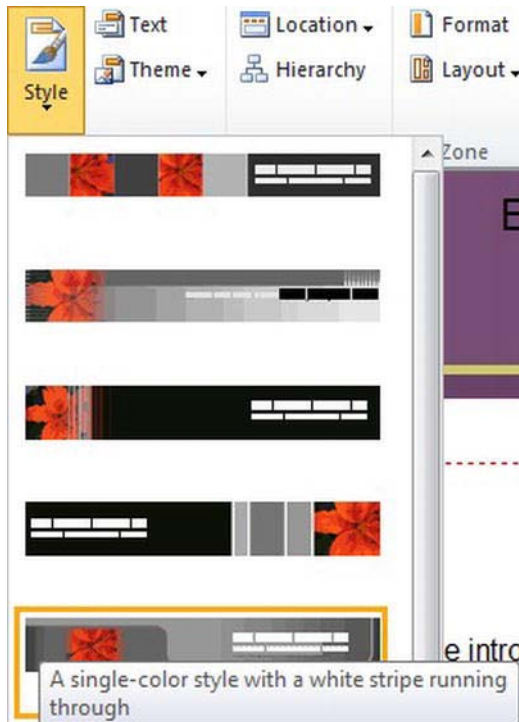 Text
Location
Format
Theme
Hierarchy
Layout
Style
Zone
E
e intro
A single-color style with a white stripe running
through